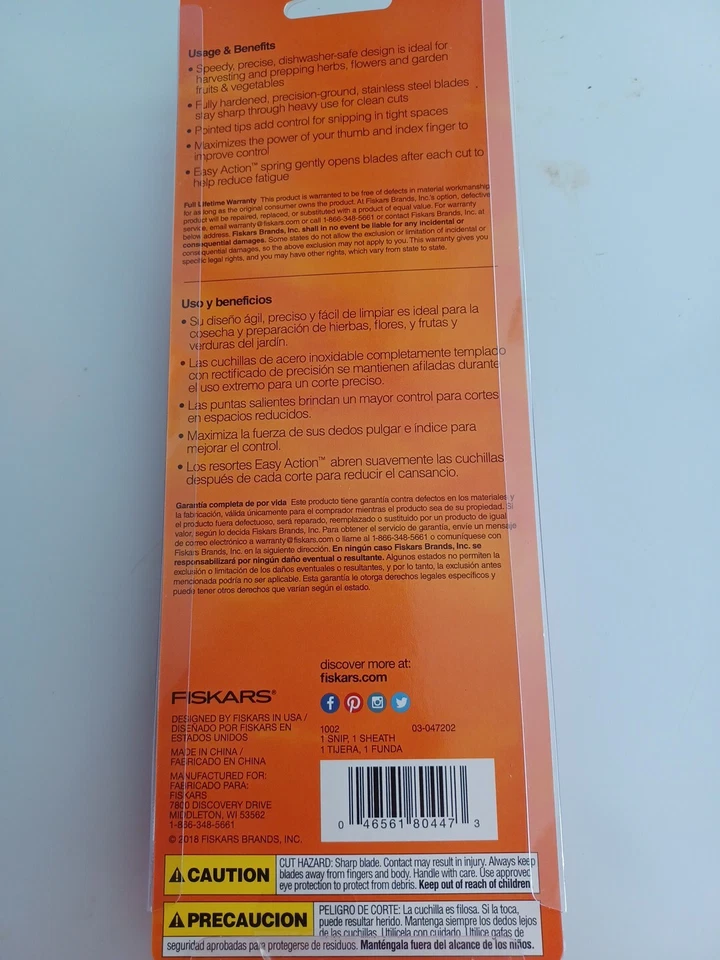 Usage & Benefits
• Speedy, precise, dishwasher-safe design is ideal for
harvesting and prepping herbs, flowers and garden
fruits & vegetables
• Fully hardened, precision-ground, stainless steel blades
stay sharp through heavy use for clean cuts
• Pointed tips add control for snipping in tight spaces
• Maximizes the power of your thumb and index finger to
improve control
• Easy Action™ spring gently opens blades after each cut to
help reduce fatigue
Full Lifetime Warranty This product is warranted to be free of defects in material workmanship
for as long as the original consumer owns the product. At Fiskars Brands, Inc.'s option, defective
product will be repaired, replaced, or substituted with a product of equal value. For warranty
service, email warranty@fiskars.com or call 1-866-348-5661 or contact Fiskars Brands, Inc. at
below address. Fiskars Brands, Inc. shall in no event be liable for any incidental or
consequential damages. Some states do not allow the exclusion or limitation of incidental or
consequential damages, so the above exclusion may not apply to you. This warranty gives you
specific legal rights, and you may have other rights, which vary from state to state.
Uso y beneficios
• Su diseño ágil, preciso y fácil de limpiar es ideal para la
cosecha y preparación de hierbas, flores, y frutas y
verduras del jardín.
• Las cuchillas de acero inoxidable completamente templado
con rectificado de precisión se mantienen afiladas durante
el uso extremo para un corte preciso.
• Las puntas salientes brindan un mayor control para cortes
en espacios reducidos.
• Maximiza la fuerza de sus dedos pulgar e índice para
mejorar el control.
• Los resortes Easy Action™ abren suavemente las cuchillas
después de cada corte para reducir el cansancio.
Garantía completa de por vida Este producto tiene garantía contra defectos en los materiales y
la fabricación, válida únicamente para el comprador mientras el producto sea de su propiedad. Si
el producto fuera defectuoso, será reparado, reemplazado o sustituido por un producto de igual
valor, según lo decida Fiskars Brands, Inc. Para obtener el servicio de garantía, envíe un mensaje
de correo electrónico a warranty@fiskars.com o llame al 1-866-348-5661 o comuníquese con
Fiskars Brands, Inc. en la siguiente dirección. En ningún caso Fiskars Brands, Inc. se
responsabilizará por ningún daño eventual o resultante. Algunos estados no permiten la
exclusión o limitación de los daños eventuales o resultantes, y por lo tanto, la exclusión antes
mencionada podría no ser aplicable. Esta garantía le otorga derechos legales específicos y
puede tener otros derechos que varían según el estado.
discover more at:
fiskars.com
FISKARS®
DESIGNED BY FISKARS IN USA /
DISEÑADO POR FISKARS EN
ESTADOS UNIDOS
MADE IN CHINA /
FABRICADO EN CHINA
MANUFACTURED FOR:
FABRICADO PARA:
FISKARS
7800 DISCOVERY DRIVE
MIDDLETON, WI 53562
1-866-348-5661
© 2018 FISKARS BRANDS, INC.
1002 03-047202
1 SNIP, 1 SHEATH
1 TIJERA, 1 FUNDA
0 46561 80447 3
CAUTION
CUT HAZARD: Sharp blade. Contact may result in injury. Always keep
blades away from fingers and body. Handle with care. Use approved
eye protection to protect from debris. Keep out of reach of children
PRECAUCION
PELIGRO DE CORTE: La cuchilla es filosa. Si la toca,
puede resultar herido. Mantenga siempre los dedos lejos
de las cuchillas. Utilícela con cuidado. Utilice gafas de
seguridad aprobadas para protegerse de residuos. Manténgala fuera del alcance de los niños.